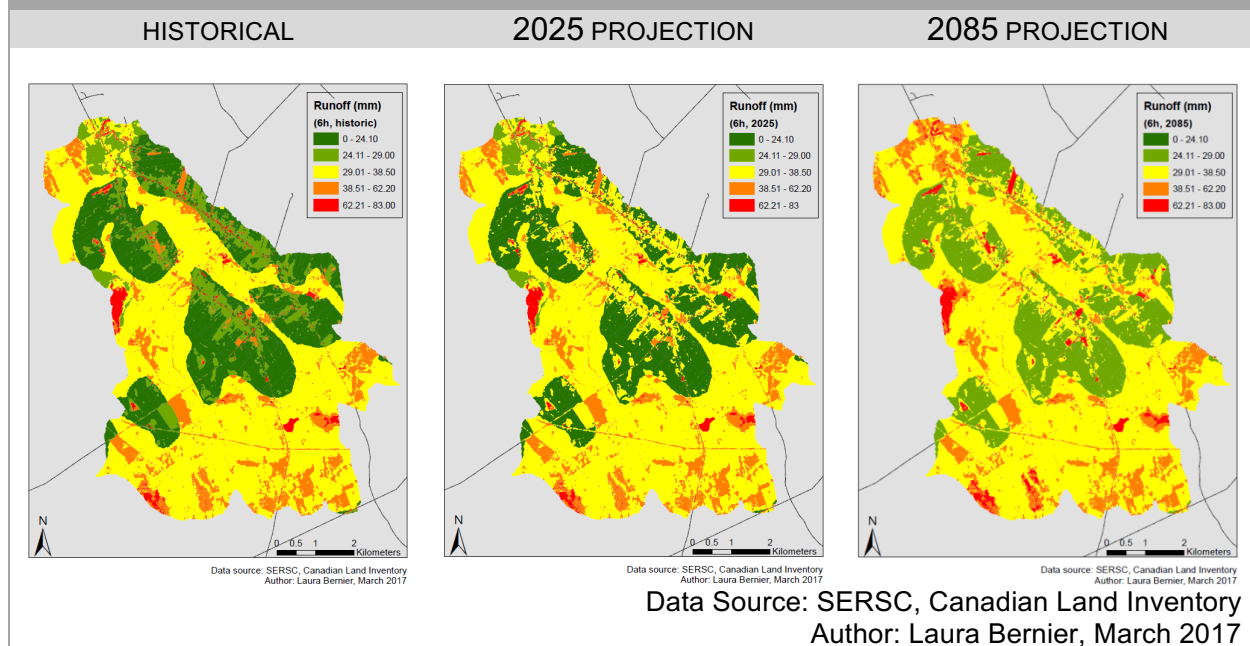 HISTORICAL
2025 PROJECTION
2085 PROJECTION
Runoff (mm)
(6h, historic)
0 - 24.10
24.11 - 29.00
29.01 - 38.50
38.51 - 62.20
62.21 - 83.00
N
0 0.5 1 2
Kilometers
Data source: SERSC, Canadian Land Inventory
Author: Laura Bernier, March 2017
Runoff (mm)
(6h, 2025)
0 - 24.10
24.11 - 29.00
29.01 - 38.50
38.51 - 62.20
62.21 - 83
N
0 0.5 1 2
Kilometers
Data source: SERSC, Canadian Land Inventory
Author: Laura Bernier, March 2017
Runoff (mm)
(6h, 2085)
0 - 24.10
24.11 - 29.00
29.01 - 38.50
38.51 - 62.20
62.21 - 83.00
N
0 0.5 1 2
Kilometers
Data source: SERSC, Canadian Land Inventory
Author: Laura Bernier, March 2017
Data Source: SERSC, Canadian Land Inventory
Author: Laura Bernier, March 2017